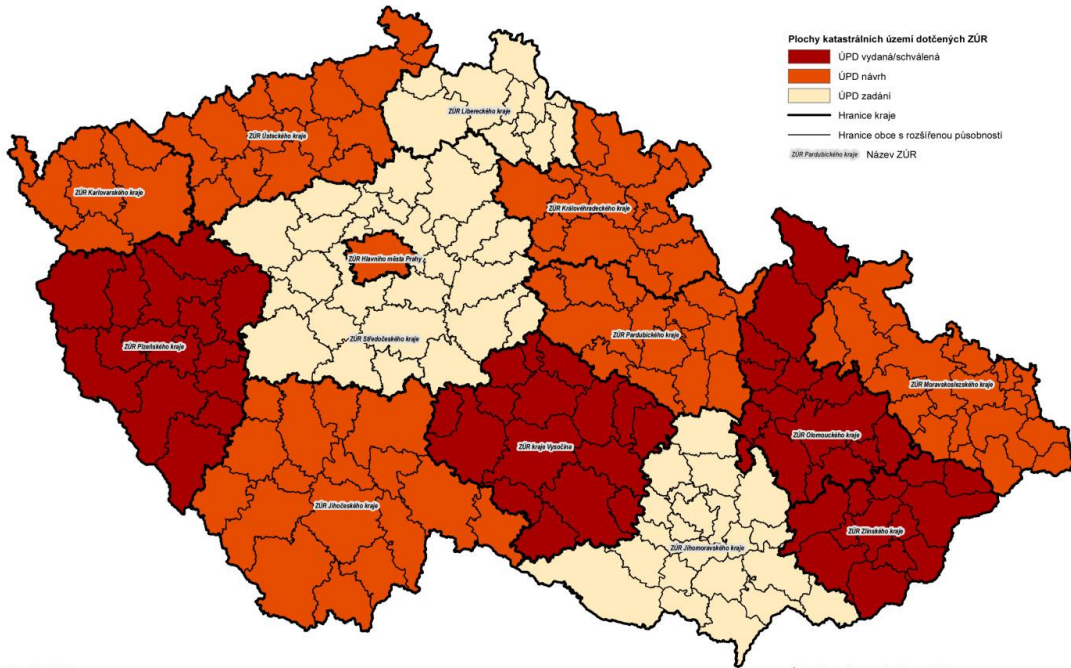 Plochy katastrálních území dotčených ZÚR
ÚPD vydaná/schválená
ÚPD návrh
ÚPD zadání
Hranice kraje
Hranice obce s rozšířenou působností
ZÚR Pardubického kraje Název ZÚR
ZÚR Libereckého kraje
ZÚR Ústeckého kraje
ZÚR Karlovarského kraje
ZÚR Královéhradeckého kraje
ZÚR Hlavního města Prahy
ZÚR Plzeňského kraje
ZÚR Středočeského kraje
ZÚR Pardubického kraje
ZÚR Moravskoslezského kraje
ZÚR kraje Vysočina
ZÚR Olomouckého kraje
ZÚR Jihočeského kraje
ZÚR Zlínského kraje
ZÚR Jihomoravského kraje